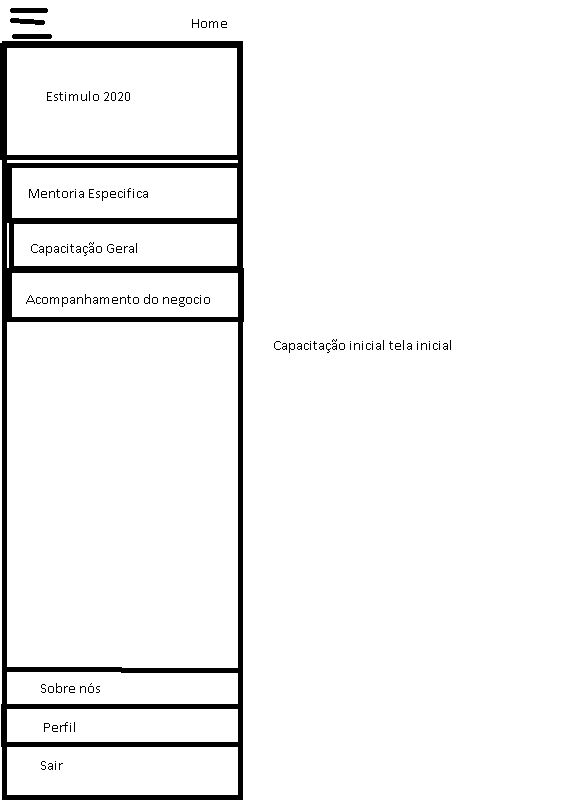 Home
Estimulo 2020
Mentoria Especifica
Capacitação Geral
Acompanhamento do negocio
Capacitação inicial tela inicial
Sobre nós
Perfil
Sair